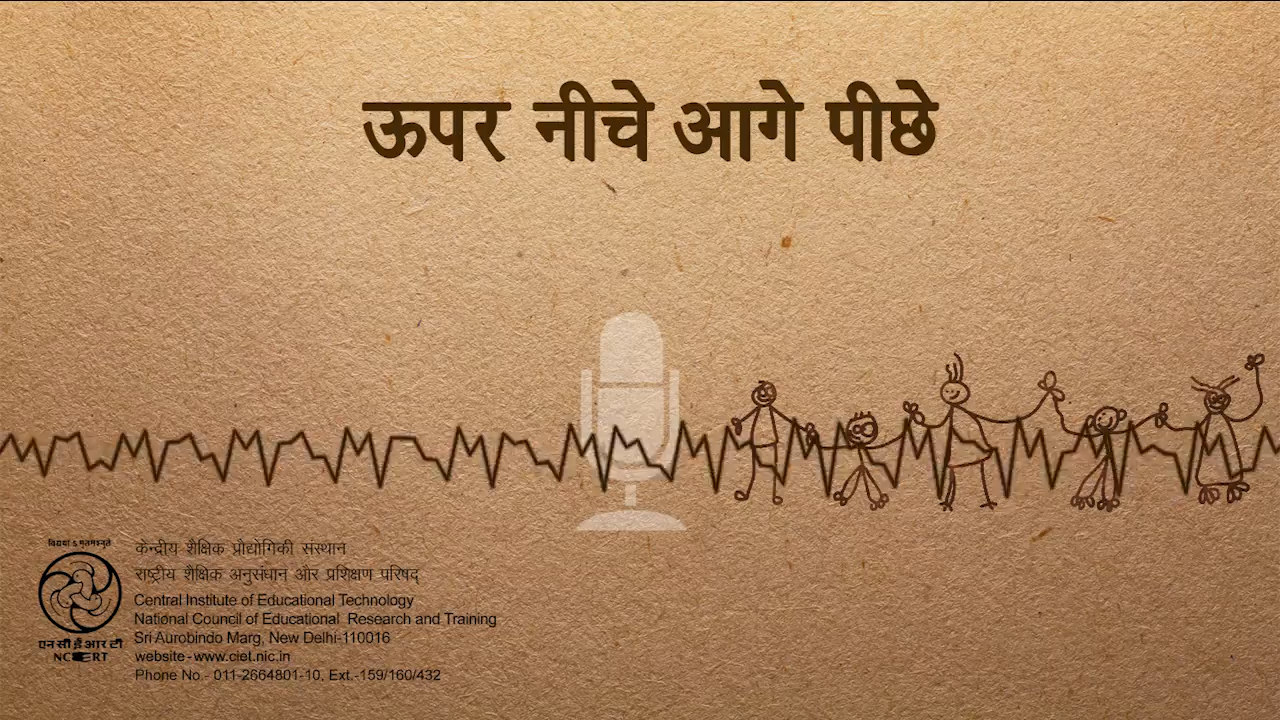 ऊपर नीचे आगे पीछे
विद्यया ऽ मृतमश्नुते
एन सी ई आर टी
NCERT
केन्द्रीय शैक्षिक प्रौद्योगिकी संस्थान
राष्ट्रीय शैक्षिक अनुसंधान और प्रशिक्षण परिषद्
Central Institute of Educational Technology
National Council of Educational Research and Training
Sri Aurobindo Marg, New Delhi-110016
website-www.ciet.nic.in
Phone No - 011-2664801-10, Ext.-159/160/432